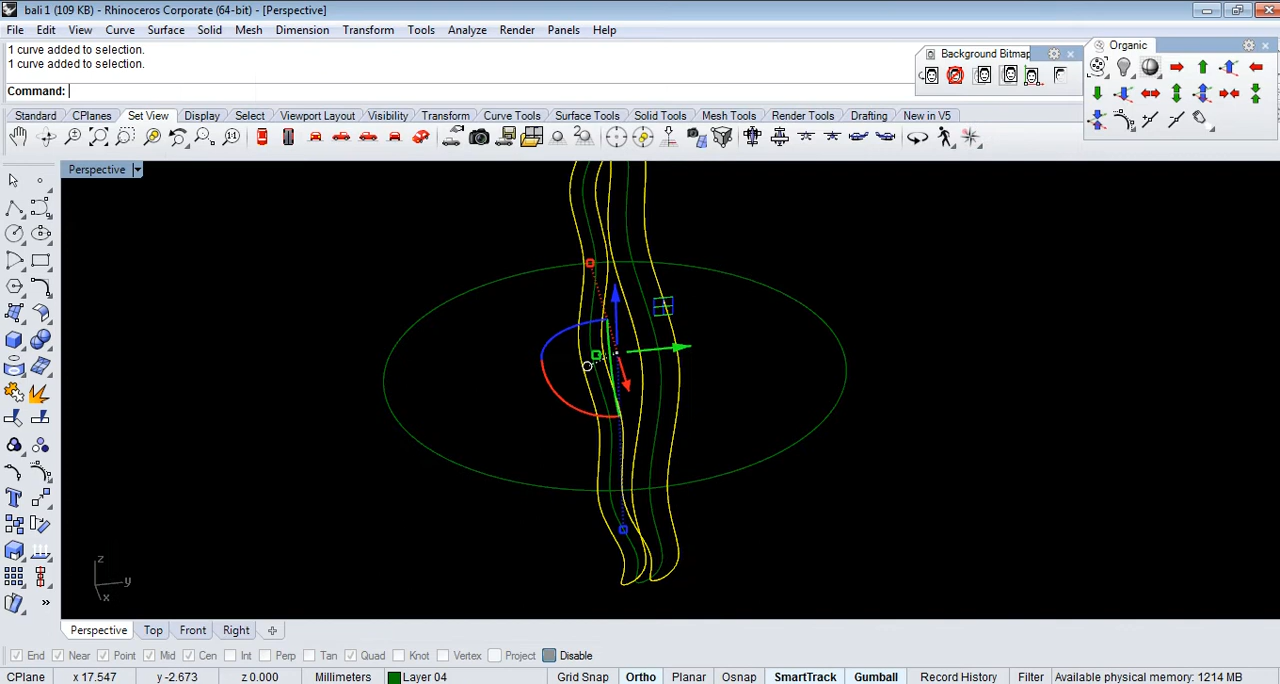 bali 1 (109 KB) - Rhinoceros Corporate (64-bit) - [Perspective]
File Edit View Curve Surface Solid Mesh Dimension Transform Tools Analyze Render Panels Help
1 curve added to selection.
1 curve added to selection.
Command:
Background Bitmap
Organic
Standard CPlanes Set View Display Select Viewport Layout Visibility Transform Curve Tools Surface Tools Solid Tools Mesh Tools Render Tools Drafting New in V5
Perspective
z
y
x
Perspective Top Front Right
End Near Point Mid Cen Int Perp Tan Quad Knot Vertex Project Disable
CPlane x 17.547 y -2.673 z 0.000 Millimeters Layer 04 Grid Snap Ortho Planar Osnap SmartTrack Gumball Record History Filter Available physical memory: 1214 MB